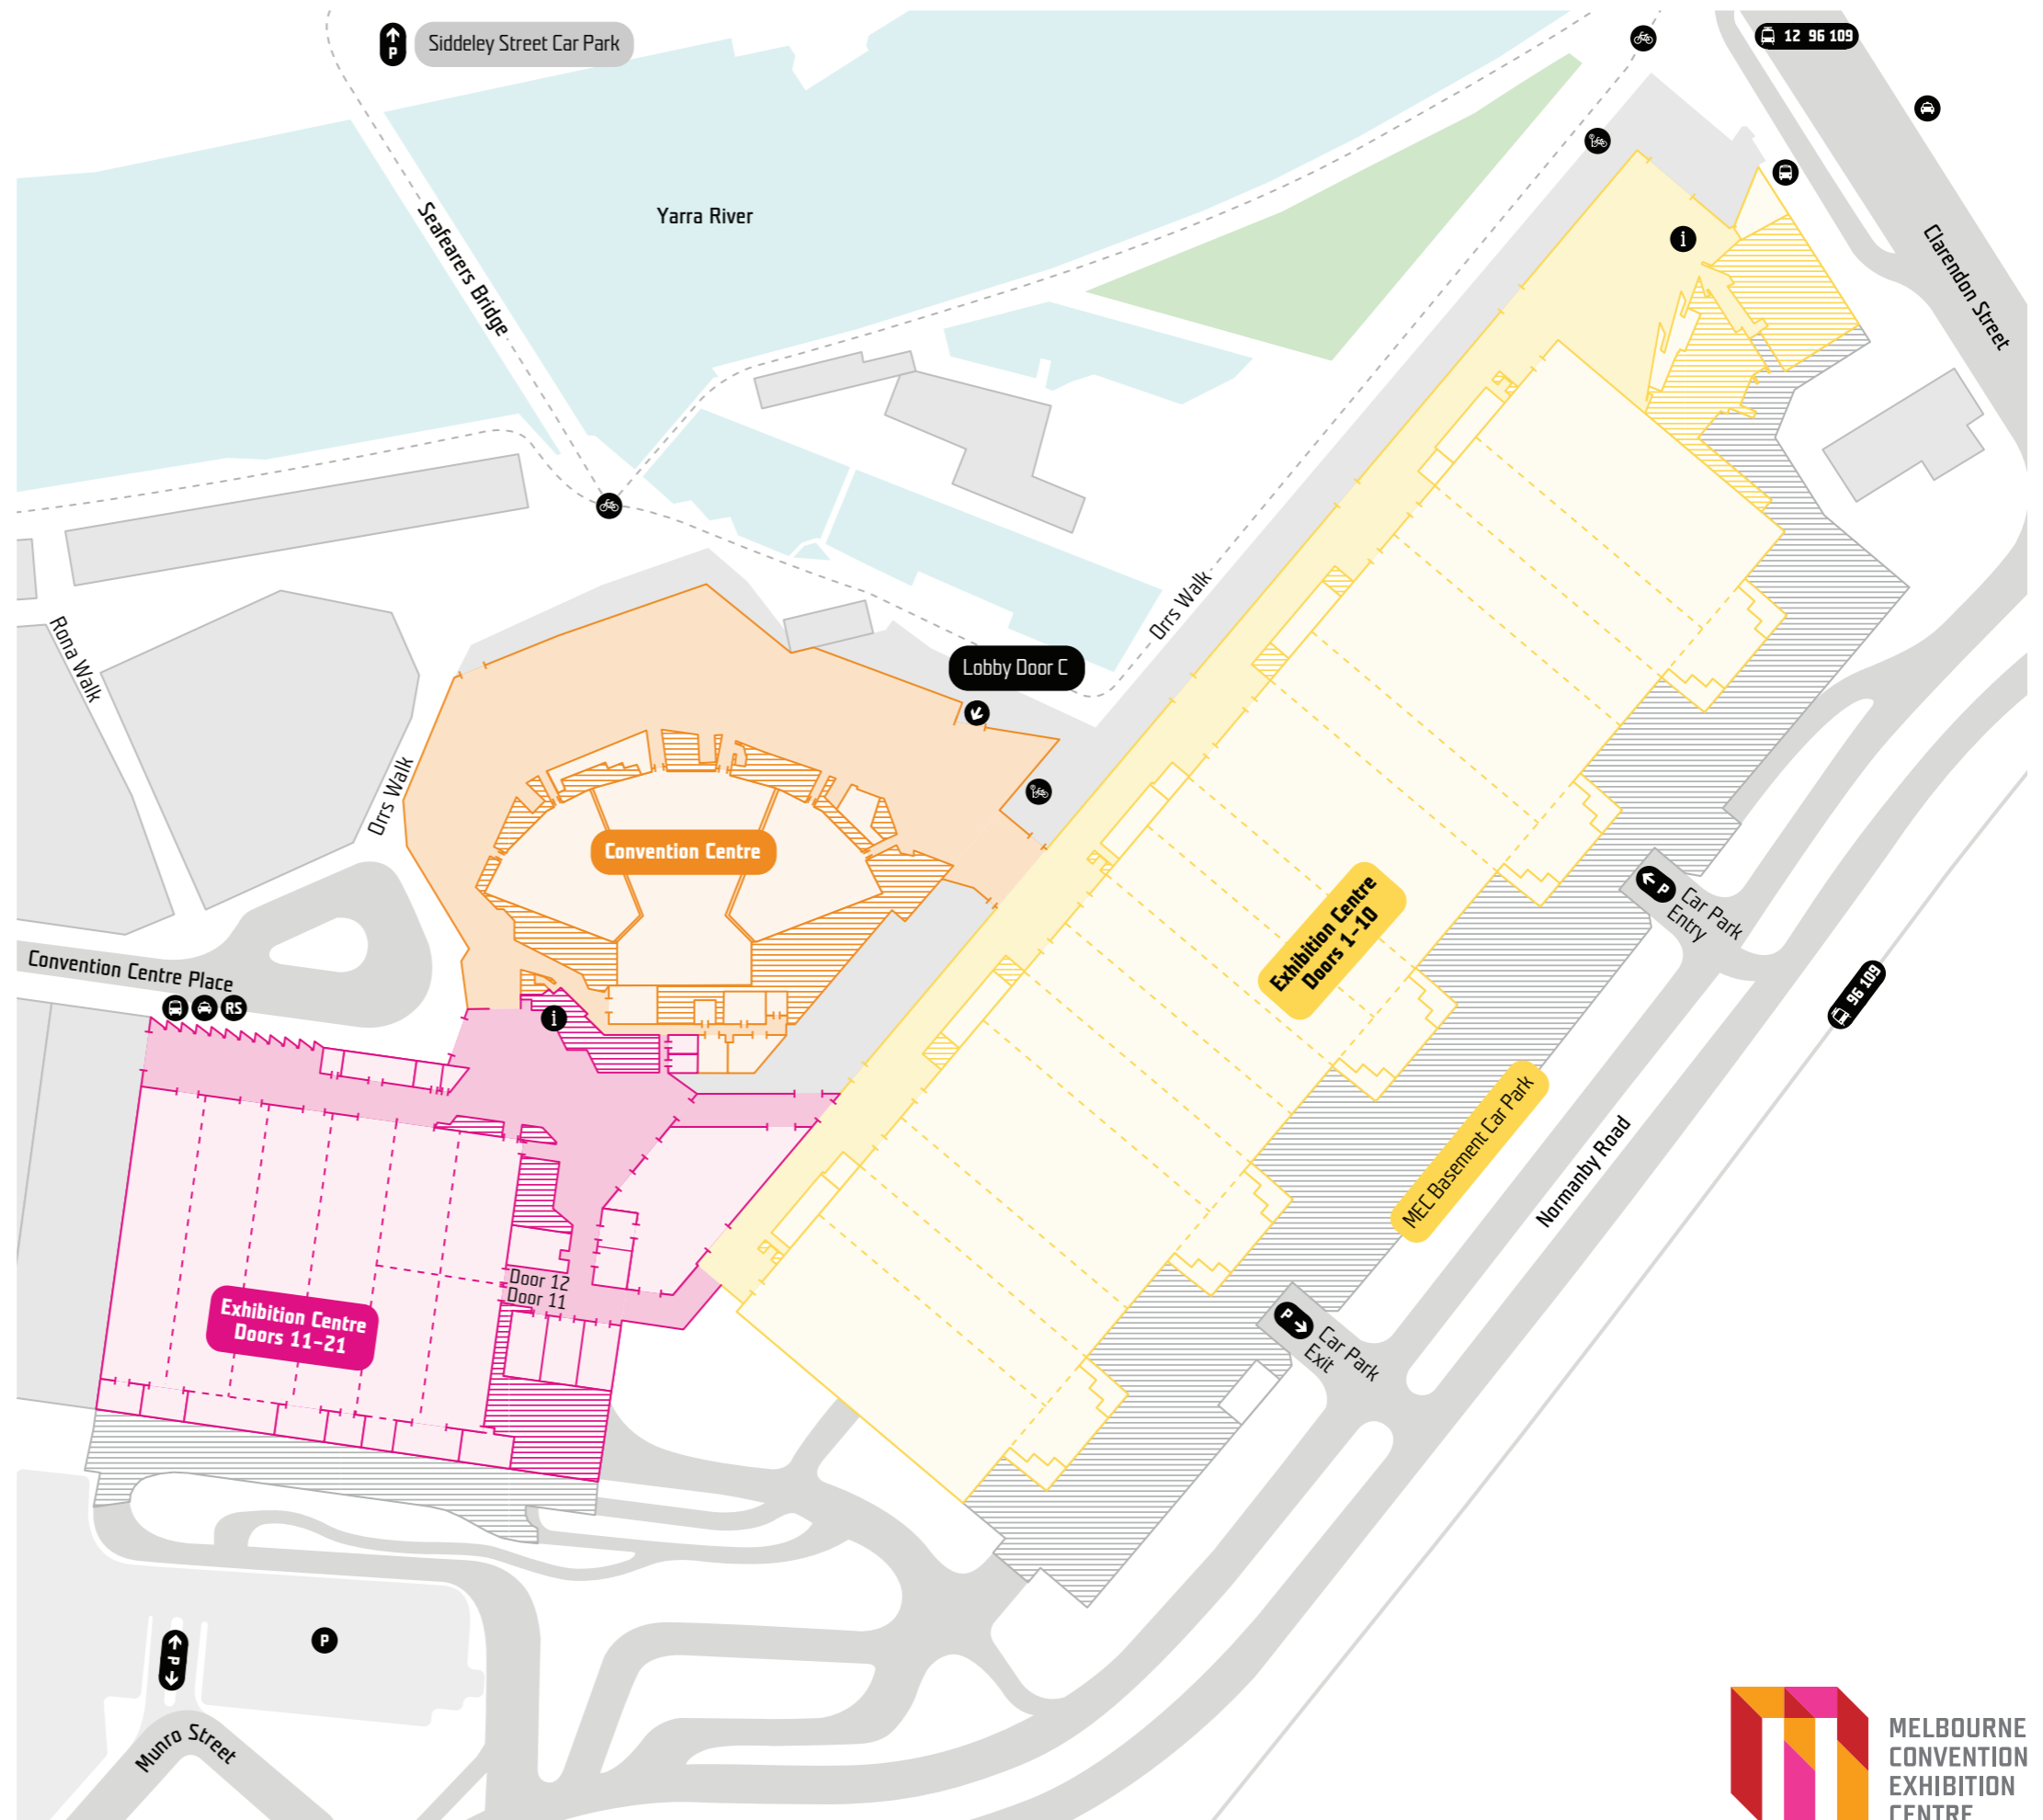 P
Siddeley Street Car Park
12 96 109
Seafearers Bridge
Yarra River
Clarendon Street
i
Rona Walk
Orrs Walk
Lobby Door C
Orrs Walk
Convention Centre
Exhibition Centre
Doors 1-10
P
Car Park
Entry
Convention Centre Place
RS
i
96 109
MEC Basement Car Park
Normanby Road
Door 12
Door 11
Exhibition Centre
Doors 11-21
P
Car Park
Exit
P
P
Munro Street
MELBOURNE
CONVENTION
EXHIBITION
CENTRE